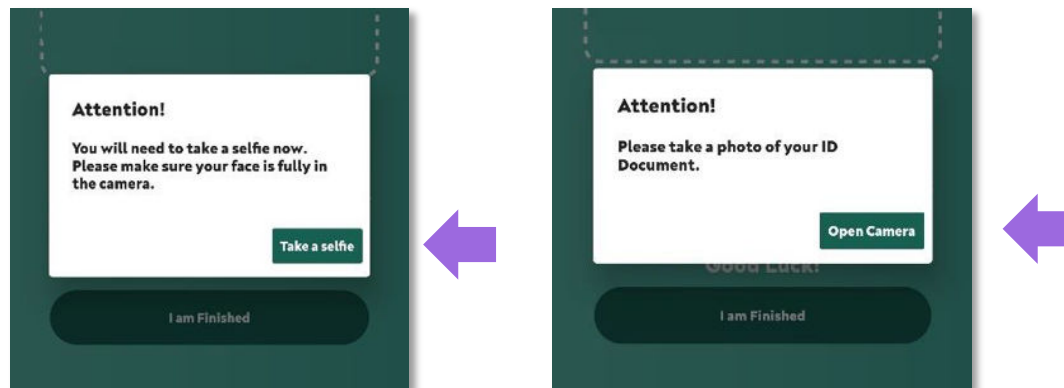 Attention!
You will need to take a selfie now.
Please make sure your face is fully in
the camera.
Take a selfie
I am Finished
Attention!
Please take a photo of your ID
Document.
Open Camera
Good Luck!
I am Finished